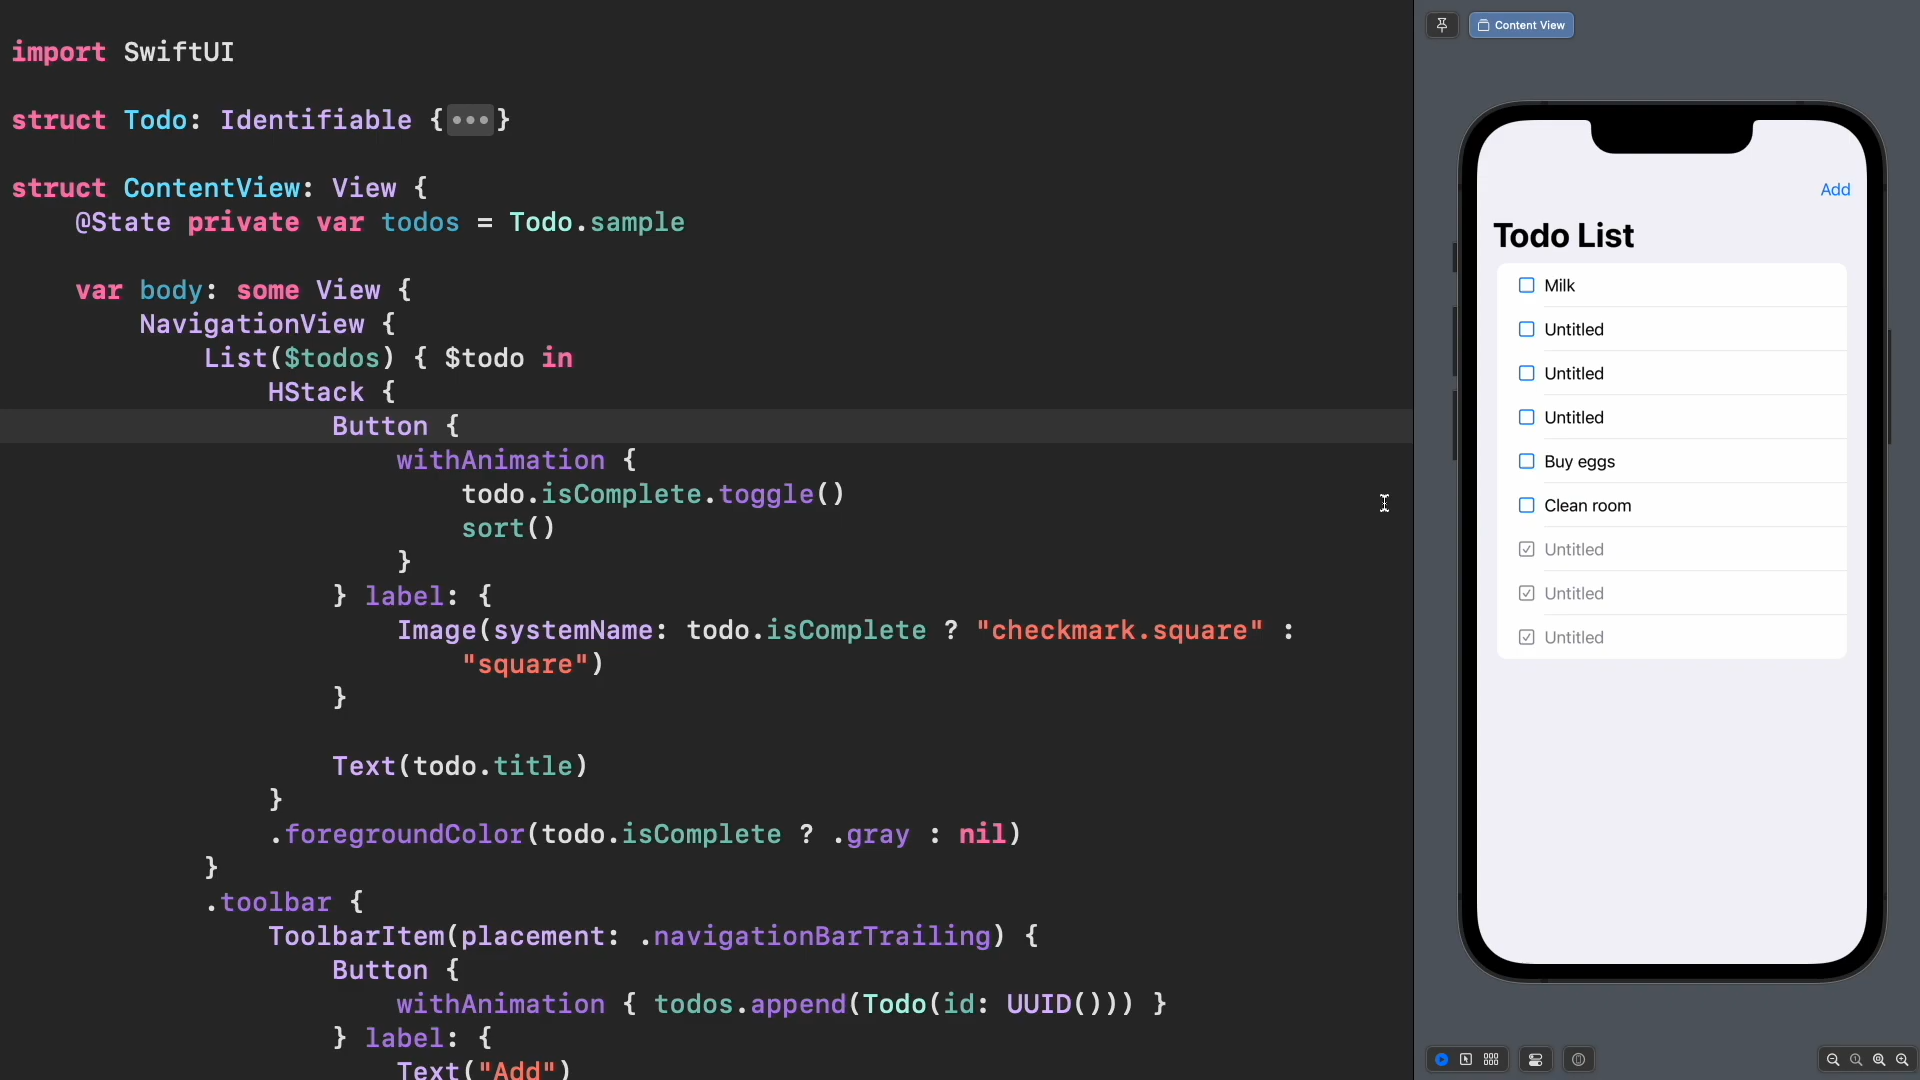 import SwiftUI
struct Todo: Identifiable {•••}
struct ContentView: View {
@State private var todos = Todo.sample
var body: some View {
NavigationView {
List($todos) { $todo in
HStack {
Button {
withAnimation {
todo.isComplete.toggle()
sort()
}
} label: {
Image(systemName: todo.isComplete ? "checkmark.square" :
"square")
}
Text(todo.title)
}
.foregroundColor(todo.isComplete ? .gray : nil)
}
.toolbar {
ToolbarItem(placement: .navigationBarTrailing) {
Button {
withAnimation { todos.append(Todo(id: UUID())) }
} label: {
Text("Add")
Content View
Add
Todo List
Milk
Untitled
Untitled
Untitled
Buy eggs
Clean room
Untitled
Untitled
Untitled